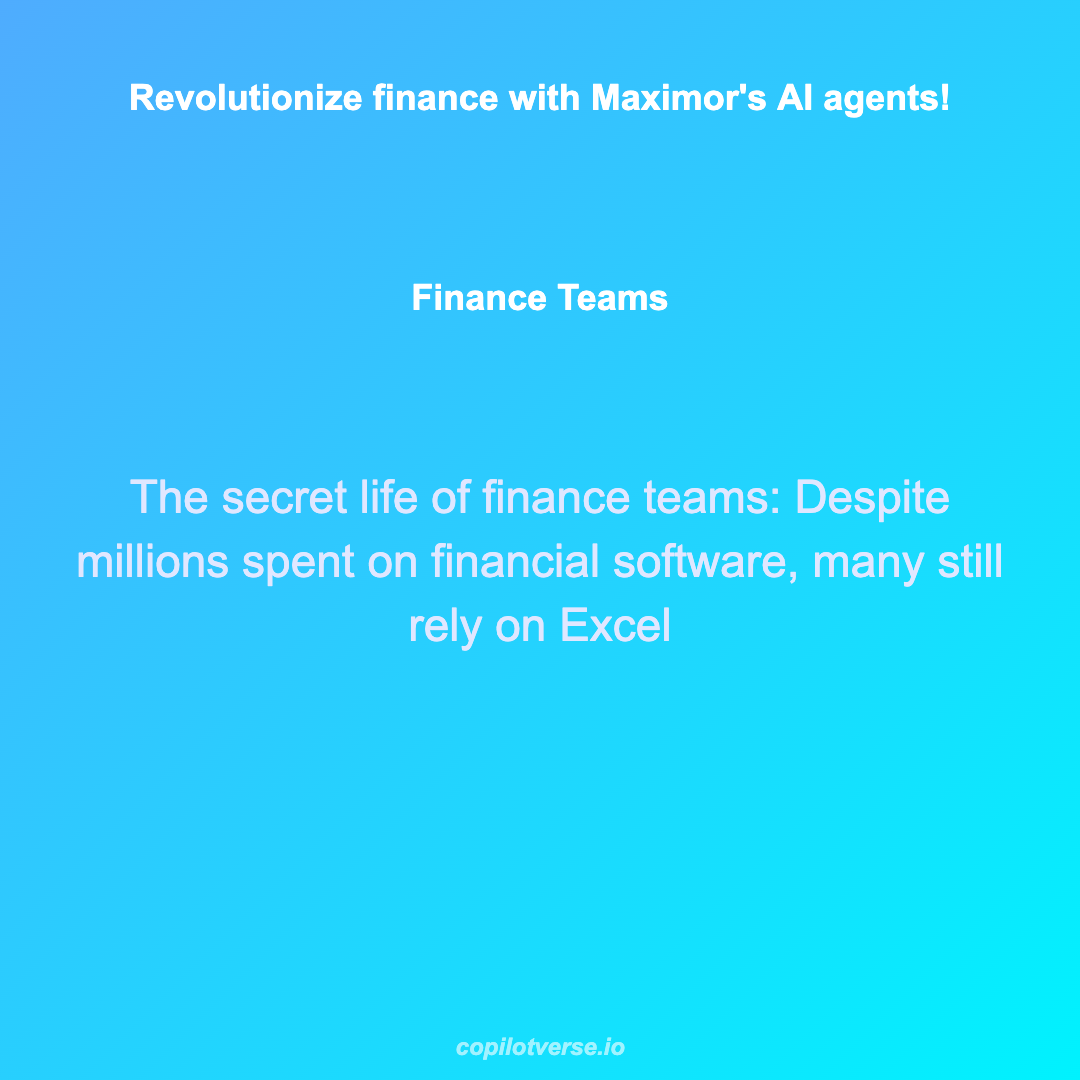 Revolutionize finance with Maximor's AI agents!
Finance Teams
The secret life of finance teams: Despite
millions spent on financial software, many still
rely on Excel
copilotverse.io